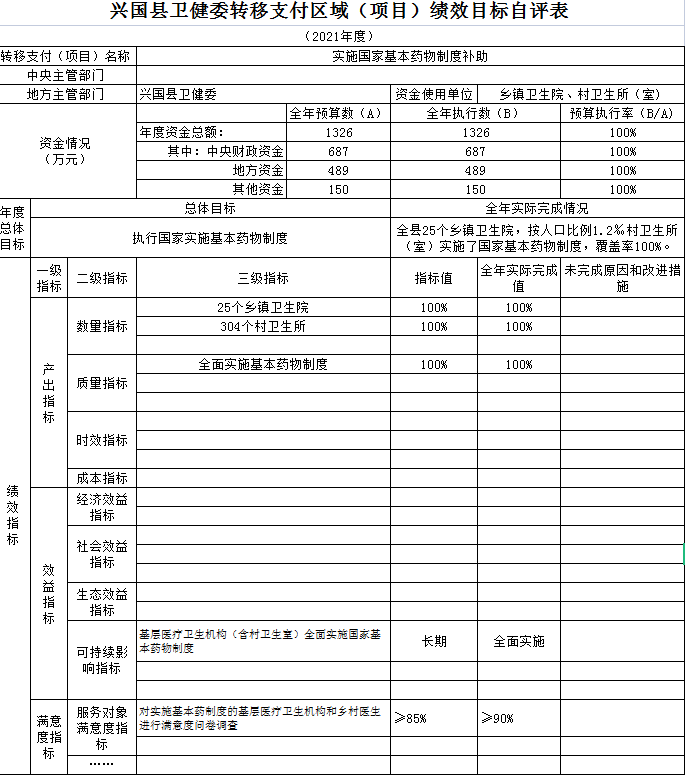 兴国县卫健委转移支付区域（项目）绩效目标自评表
（2021年度）
转移支付（项目）名称 实施国家基本药物制度补助
中央主管部门
地方主管部门 兴国县卫健委 资金使用单位 乡镇卫生院、村卫生所（室）
资金情况
（万元）
全年预算数（A） 全年执行数（B） 预算执行率（B/A）
年度资金总额： 1326 1326 100%
其中：中央财政资金 687 687 100%
地方资金 489 489 100%
其他资金 150 150 100%
年度
总体
目标
总体目标 全年实际完成情况
执行国家实施基本药物制度
全县25个乡镇卫生院，按人口比例1.2‰村卫生所
（室）实施了国家基本药物制度，覆盖率100%。
绩
效
指
标
一级
指标
二级指标 三级指标 指标值
全年实际完成
值
未完成原因和改进措
施
产
出
指
标
数量指标
25个乡镇卫生院 100% 100%
304个村卫生所 100% 100%
质量指标
全面实施基本药物制度 100% 100%
时效指标
成本指标
效
益
指
标
经济效益
指标
社会效益
指标
生态效益
指标
可持续影
响指标
基层医疗卫生机构（含村卫生室）全面实施国家基
本药物制度
长期 全面实施
满意
度指
标
服务对象
满意度指
标
对实施基本药制度的基层医疗卫生机构和乡村医生
进行满意度问卷调查
≥85% ≥90%
……